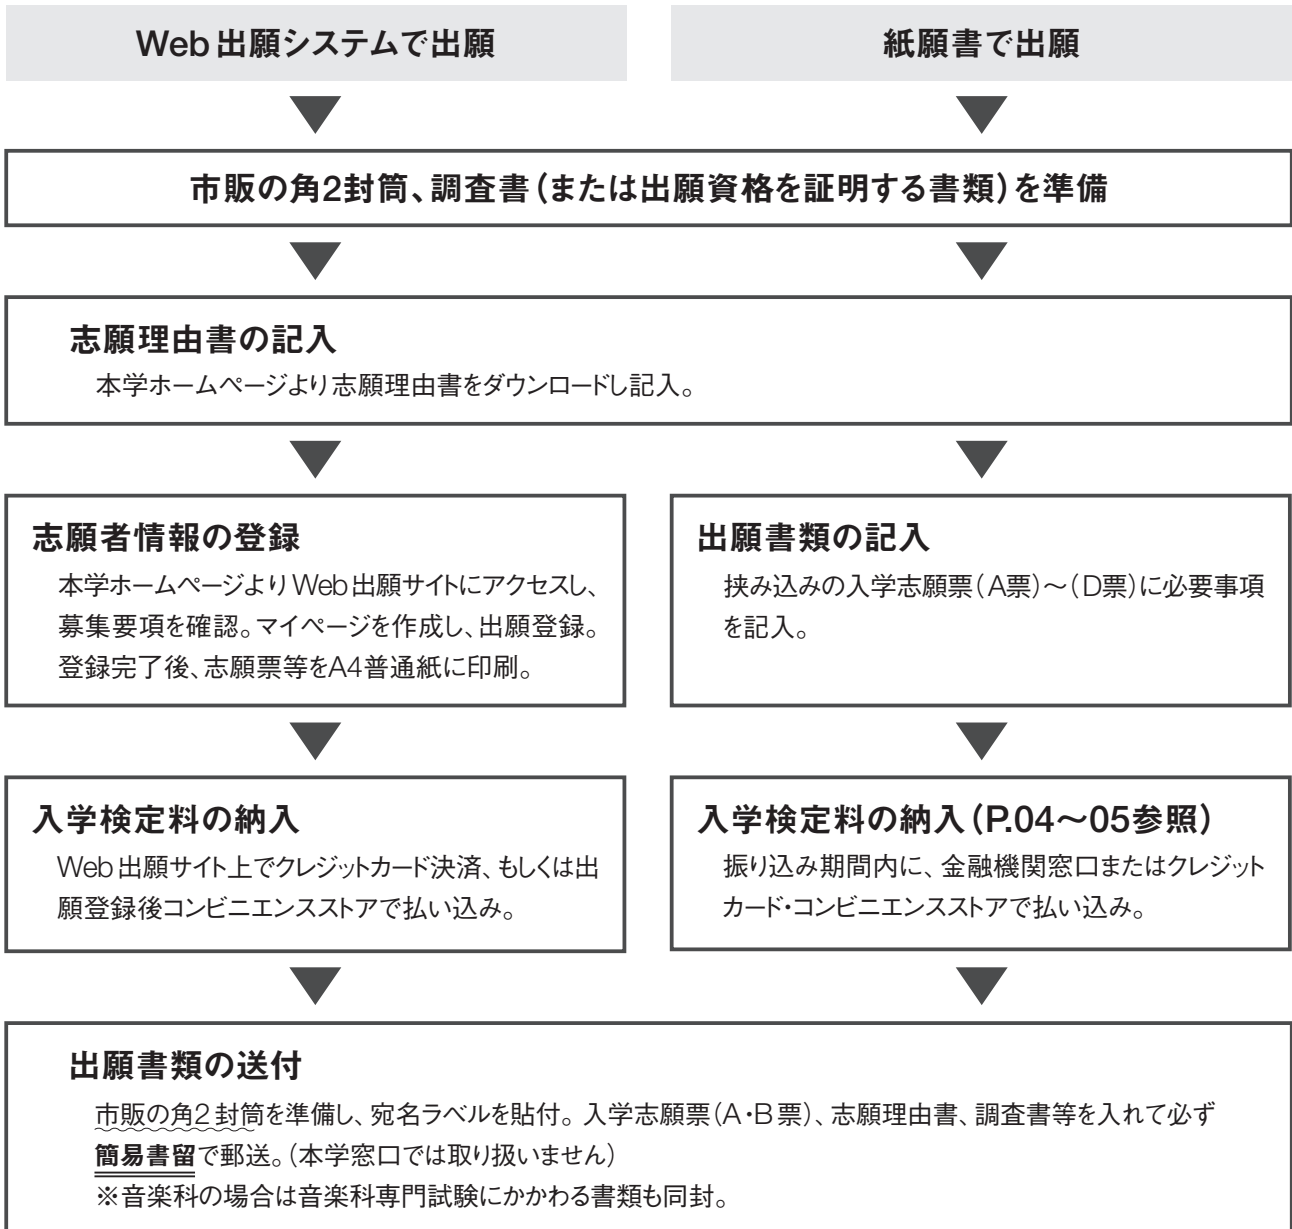 Web出願システムで出願
紙願書で出願
市販の角2封筒、調査書(または出願資格を証明する書類)を準備
志願理由書の記入
本学ホームページより志願理由書をダウンロードし記入。
志願者情報の登録
本学ホームページよりWeb出願サイトにアクセスし、
募集要項を確認。マイページを作成し、出願登録。
登録完了後、志願票等をA4普通紙に印刷。
出願書類の記入
挟み込みの入学志願票(A票)〜(D票)に必要事項
を記入。
入学検定料の納入
Web出願サイト上でクレジットカード決済、もしくは出
願登録後コンビニエンスストアで払い込み。
入学検定料の納入(P.04〜05参照)
振り込み期間内に、金融機関窓口またはクレジット
カード・コンビニエンスストアで払い込み。
出願書類の送付
市販の角2封筒を準備し、宛名ラベルを貼付。入学志願票(A・B票)、志願理由書、調査書等を入れて必ず
簡易書留で郵送。(本学窓口では取り扱いません)
※音楽科の場合は音楽科専門試験にかかわる書類も同封。